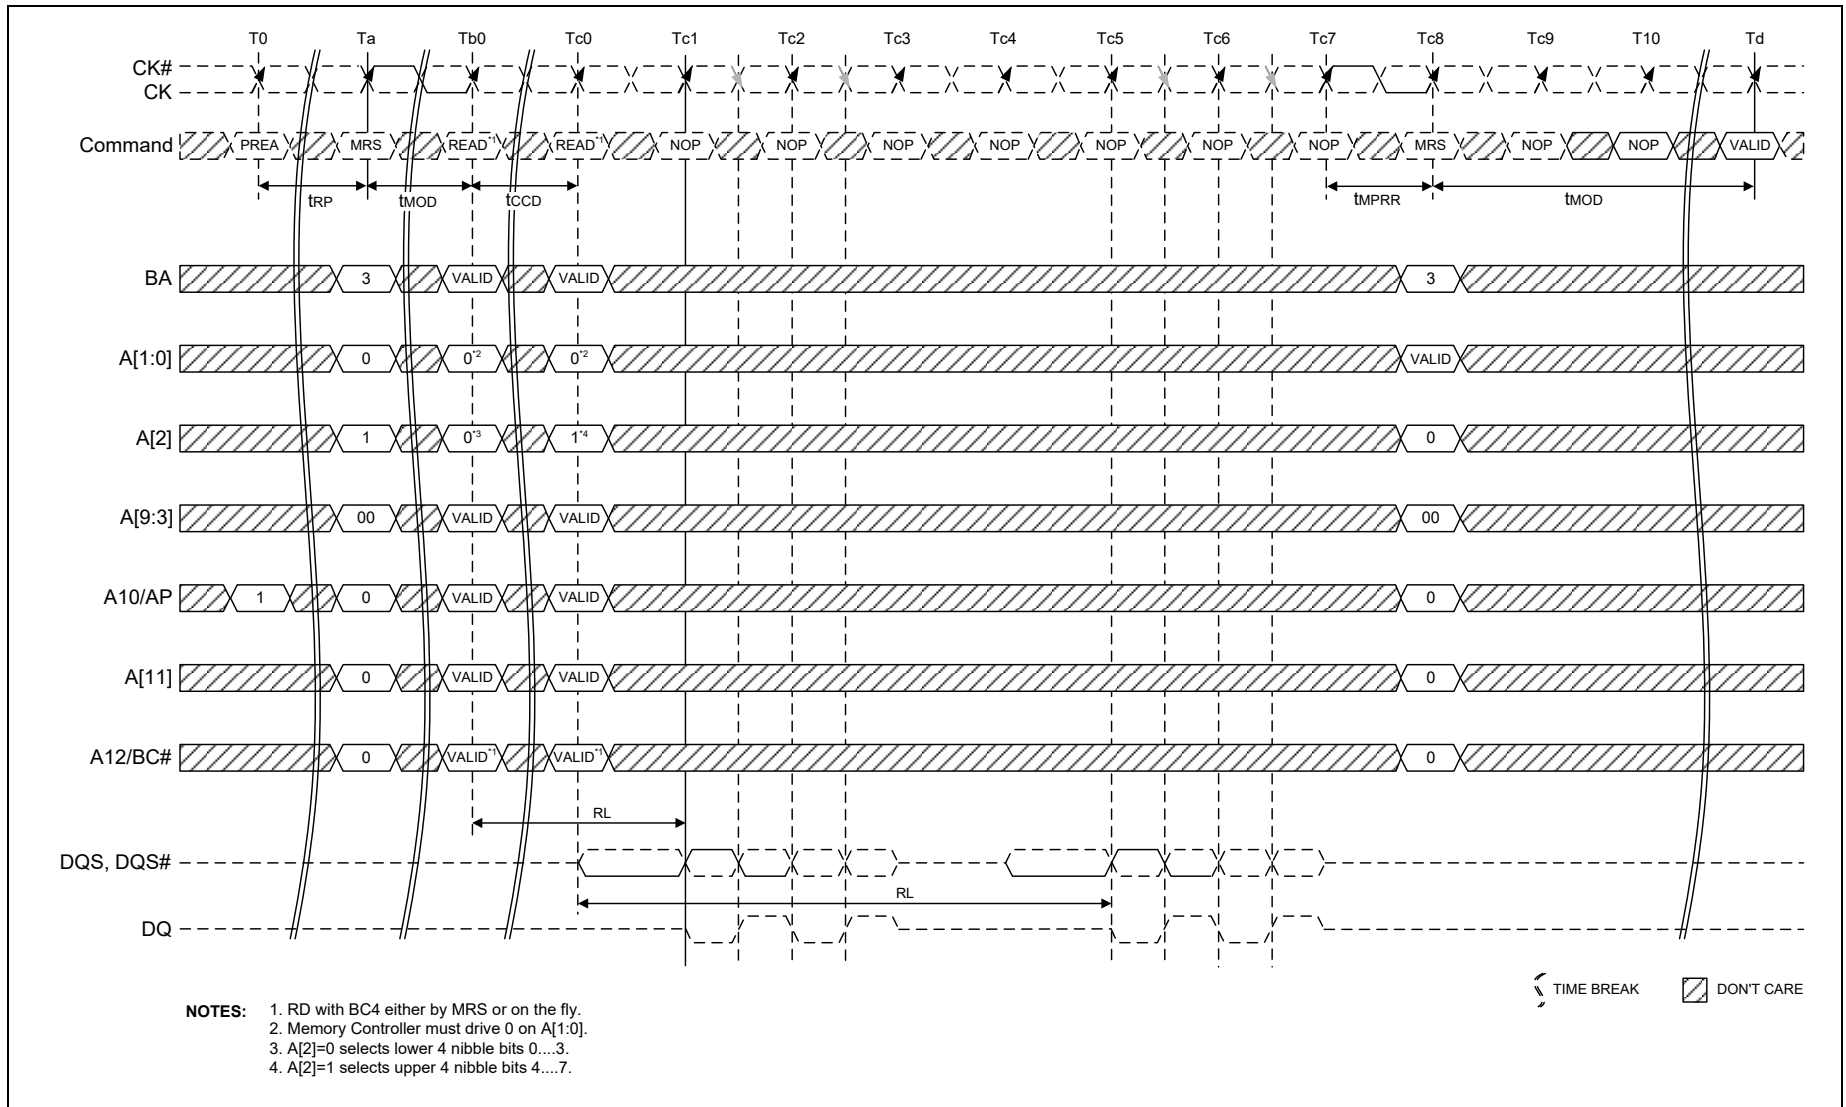 T0 Ta Tb0 Tc0 Tc1 Tc2 Tc3 Tc4 Tc5 Tc6 Tc7 Tc8 Tc9 T10 Td
CK#
CK
Command PREA MRS READ*1 READ*1 NOP NOP NOP NOP NOP NOP NOP MRS NOP NOP VALID
tRP tMOD tCCD tMPRR tMOD
BA 3 VALID VALID 3
A[1:0] 0 0*2 0*2 VALID
A[2] 1 0*3 1*4 0
A[9:3] 00 VALID VALID 00
A10/AP 1 0 VALID VALID 0
A[11] 0 VALID VALID 0
A12/BC# 0 VALID*1 VALID*1 0
RL
DQS, DQS#
RL
DQ
TIME BREAK DON'T CARE
NOTES: 1. RD with BC4 either by MRS or on the fly.
2. Memory Controller must drive 0 on A[1:0].
3. A[2]=0 selects lower 4 nibble bits 0....3.
4. A[2]=1 selects upper 4 nibble bits 4....7.